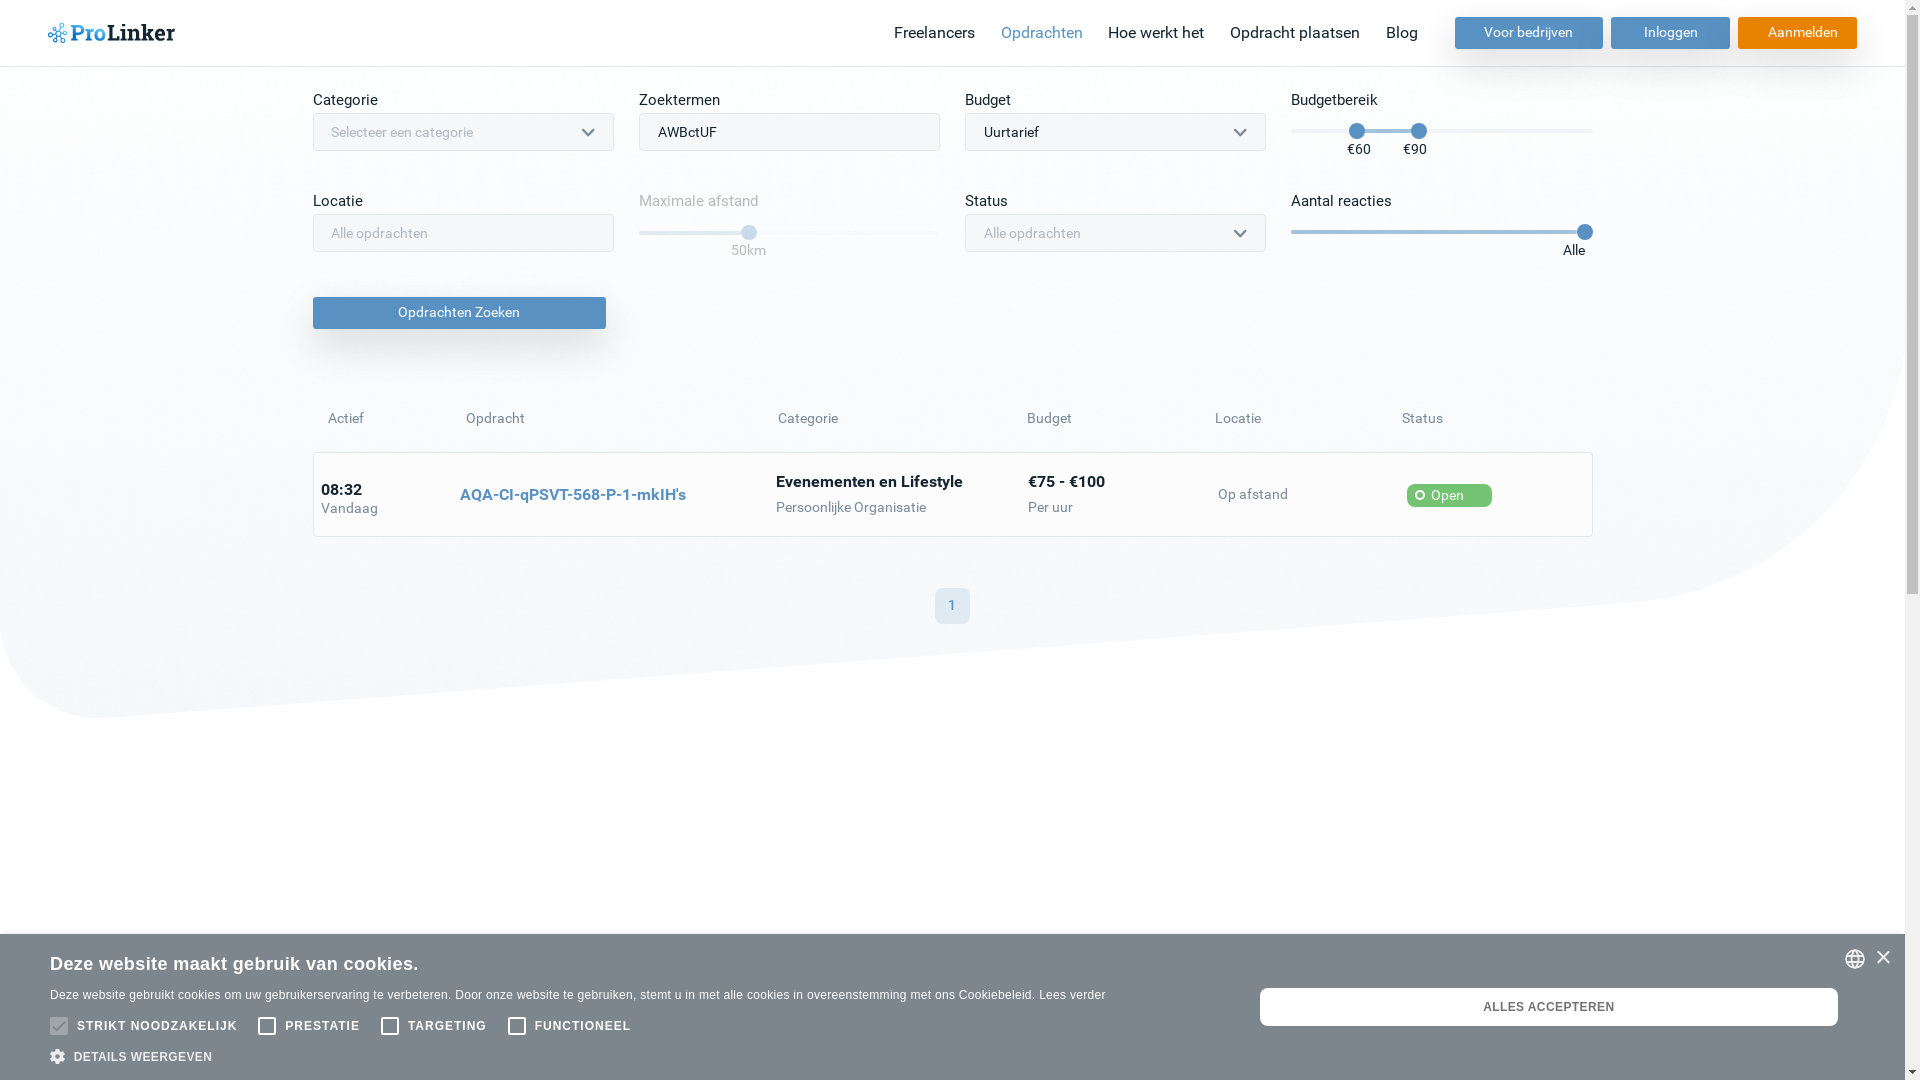 ProLinker
Freelancers
Opdrachten
Hoe werkt het
Opdracht plaatsen
Blog
Voor bedrijven
Inloggen
Aanmelden
Categorie
Zoektermen
Budget
Budgetbereik
Selecteer een categorie
AWBctUF
Uurtarief
€60
€90
Locatie
Maximale afstand
Status
Aantal reacties
Alle opdrachten
50km
Alle opdrachten
Alle
Opdrachten Zoeken
Actief
Opdracht
Categorie
Budget
Locatie
Status
08:32
Vandaag
AQA-CI-qPSVT-568-P-1-mkIH's
Evenementen en Lifestyle
Persoonlijke Organisatie
€75 - €100
Per uur
Op afstand
Open
1
Deze website maakt gebruik van cookies.
Deze website gebruikt cookies om uw gebruikerservaring te verbeteren. Door onze website te gebruiken, stemt u in met alle cookies in overeenstemming met ons Cookiebeleid. Lees verder
STRIKT NOODZAKELIJK
PRESTATIE
TARGETING
FUNCTIONEEL
DETAILS WEERGEVEN
ALLES ACCEPTEREN
×